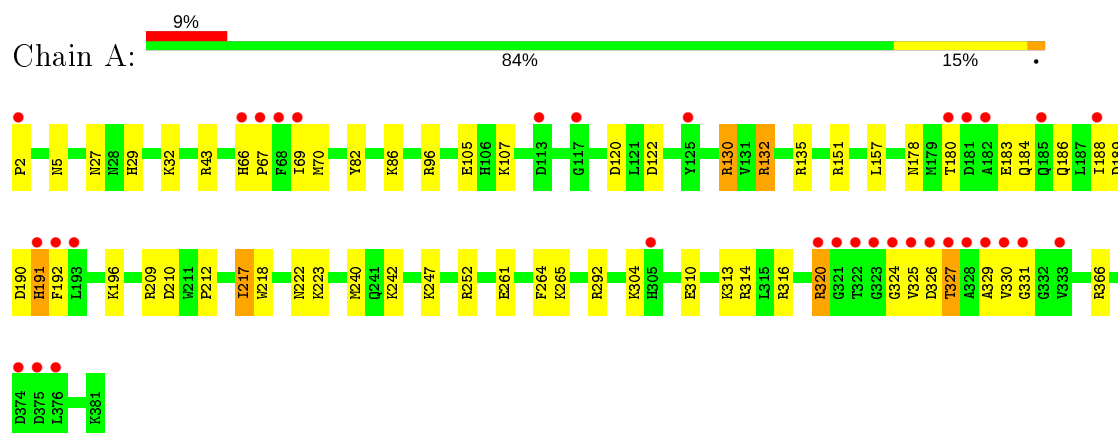 9%
Chain A:
84% 15% •
P2 N5 N27 N28 H29 K32 R43 H66 P67 F68 I69 M70 Y82 K86 R96 E105 H106 K107 D113 G117 D120 L121 D122 Y125 R130 V131 R132 R135 R151 L157 N178 M179 T180 D181 A182 E183 Q184 Q185 Q186 L187 I188 D189
D190 H191 F192 L193 K196 R209 D210 W211 P212 I217 W218 N222 K223 M240 Q241 K242 K247 R252 E261 F264 K265 R292 K304 H305 E310 K313 R314 L315 R316 R320 G321 T322 G323 G324 V325 D326 T327 A328 A329 V330 G331 G332 V333 R366
D374 D375 L376 K381